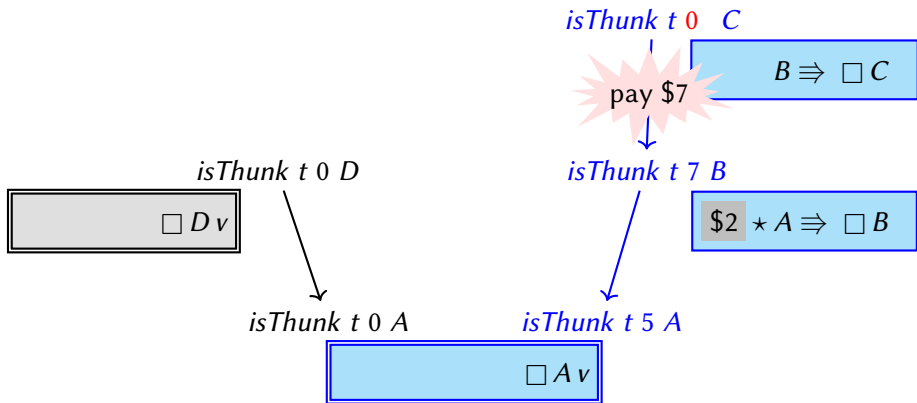 isThunk t 0 C
B ⇛ □ C
pay $7
isThunk t 0 D
isThunk t 7 B
□ D v
$2 ⋆ A ⇛ □ B
isThunk t 0 A
isThunk t 5 A
□ A v